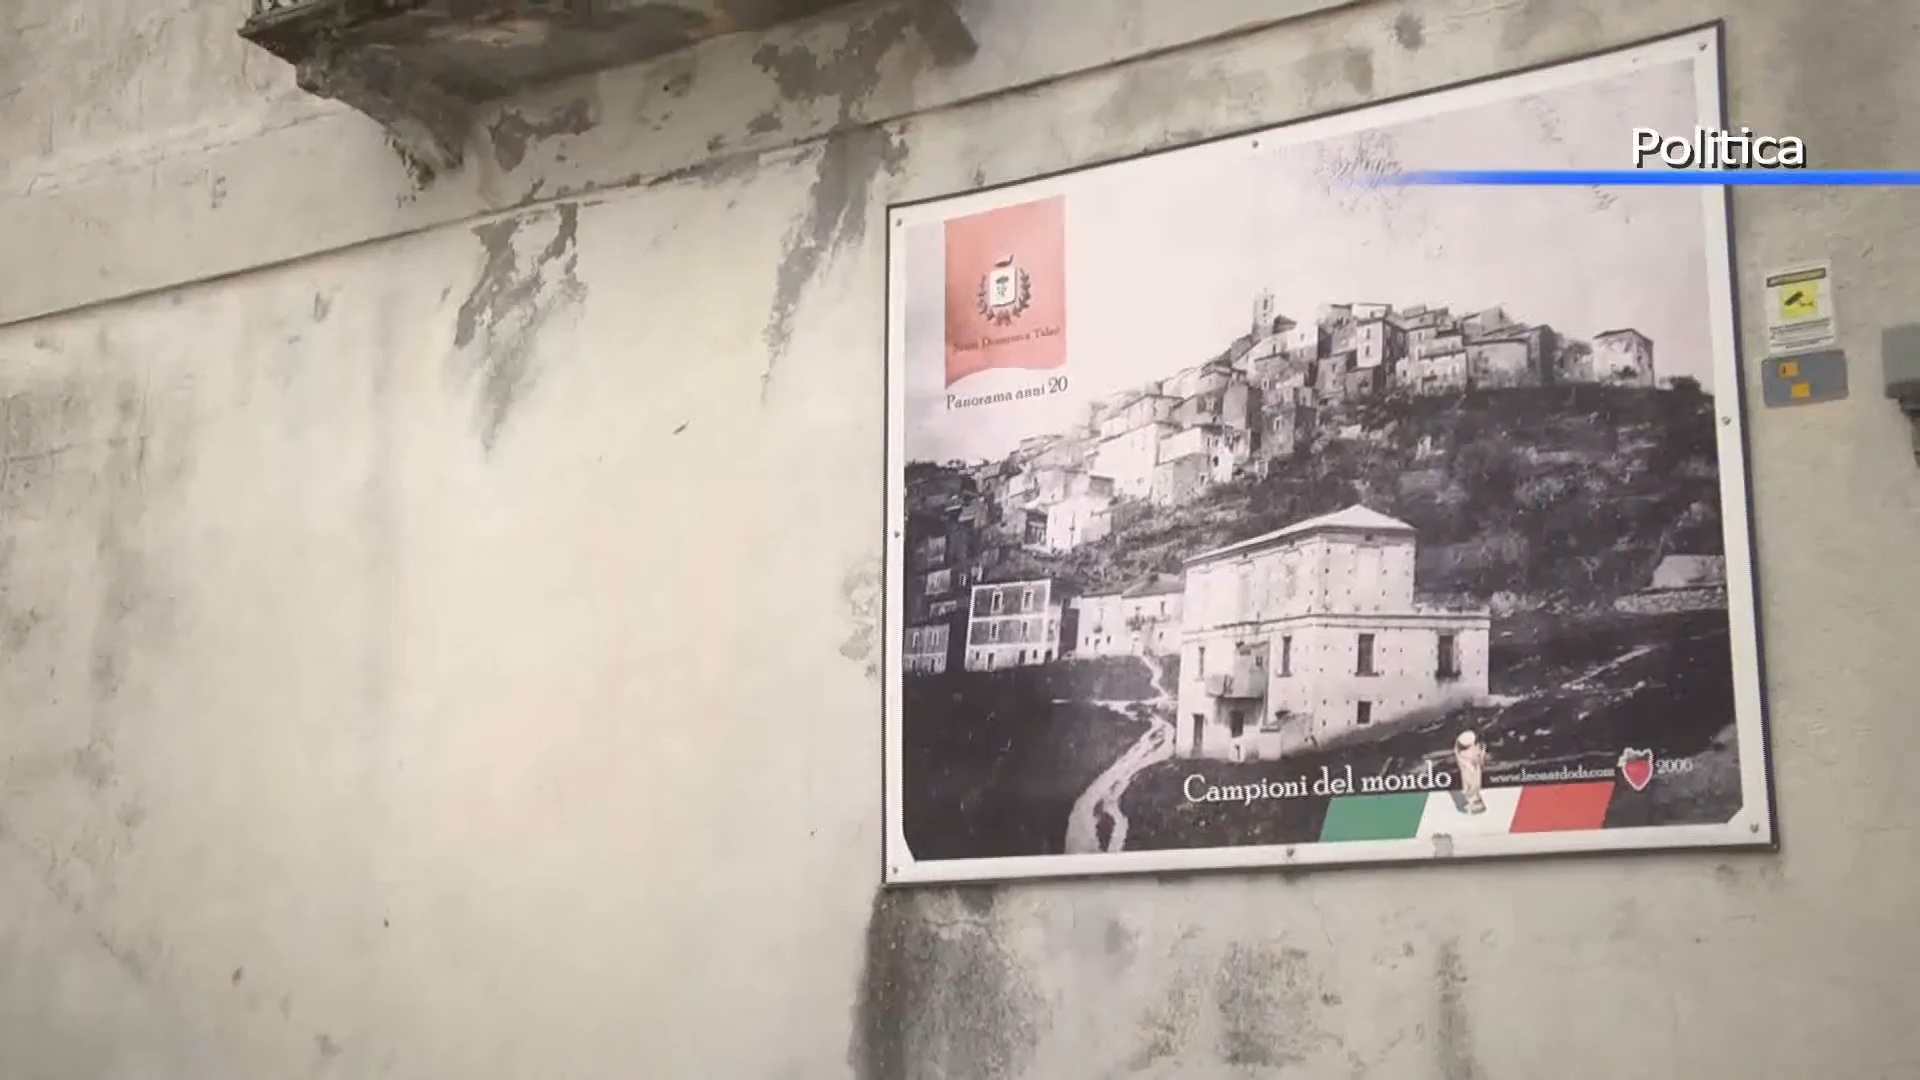 Politica
Santa Domenica Talao
Panorama anni 20
Campioni del mondo
www.leonardoda.com
2006